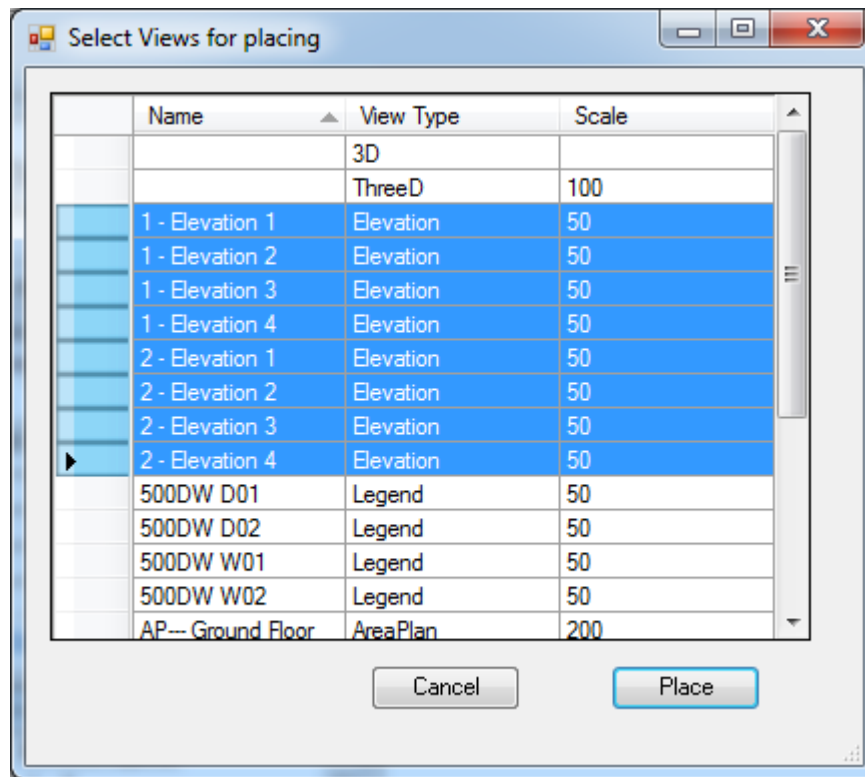 Select Views for placing
Name View Type Scale
3D
ThreeD 100
1 - Elevation 1 Elevation 50
1 - Elevation 2 Elevation 50
1 - Elevation 3 Elevation 50
1 - Elevation 4 Elevation 50
2 - Elevation 1 Elevation 50
2 - Elevation 2 Elevation 50
2 - Elevation 3 Elevation 50
2 - Elevation 4 Elevation 50
500DW D01 Legend 50
500DW D02 Legend 50
500DW W01 Legend 50
500DW W02 Legend 50
AP--- Ground Floor AreaPlan 200
Cancel Place